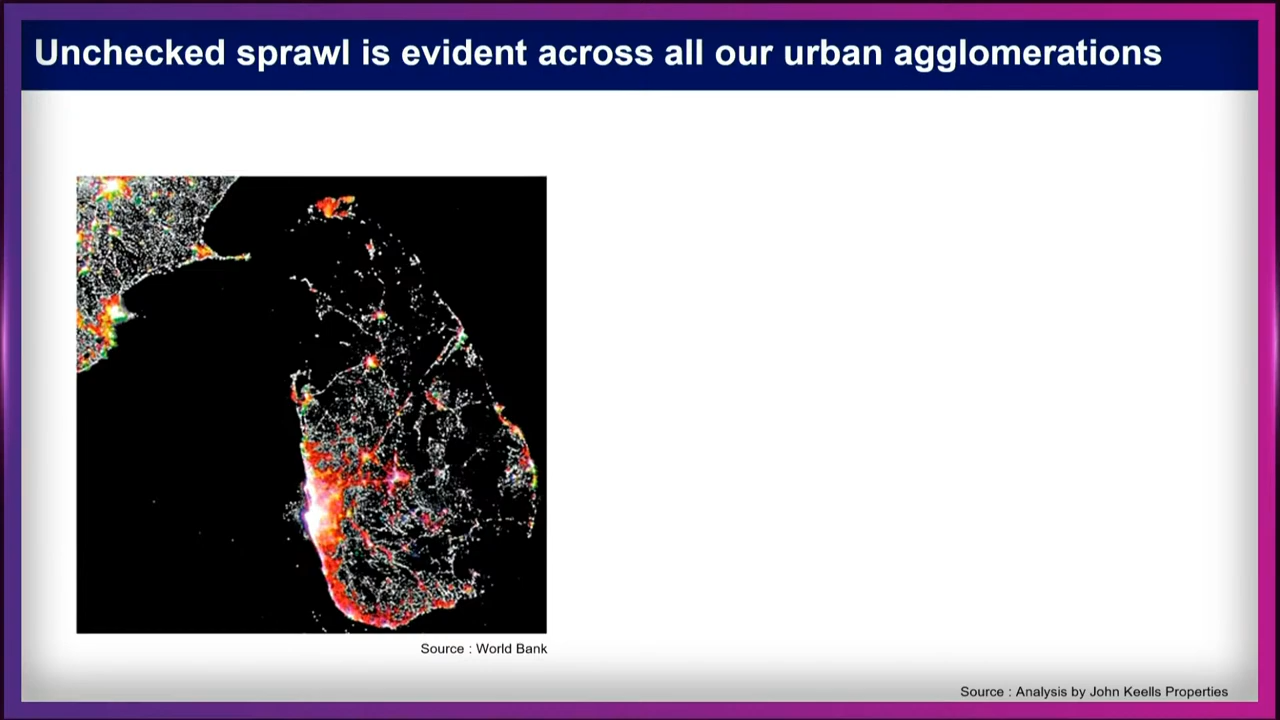 Unchecked sprawl is evident across all our urban agglomerations
Source : World Bank
Source : Analysis by John Keells Properties